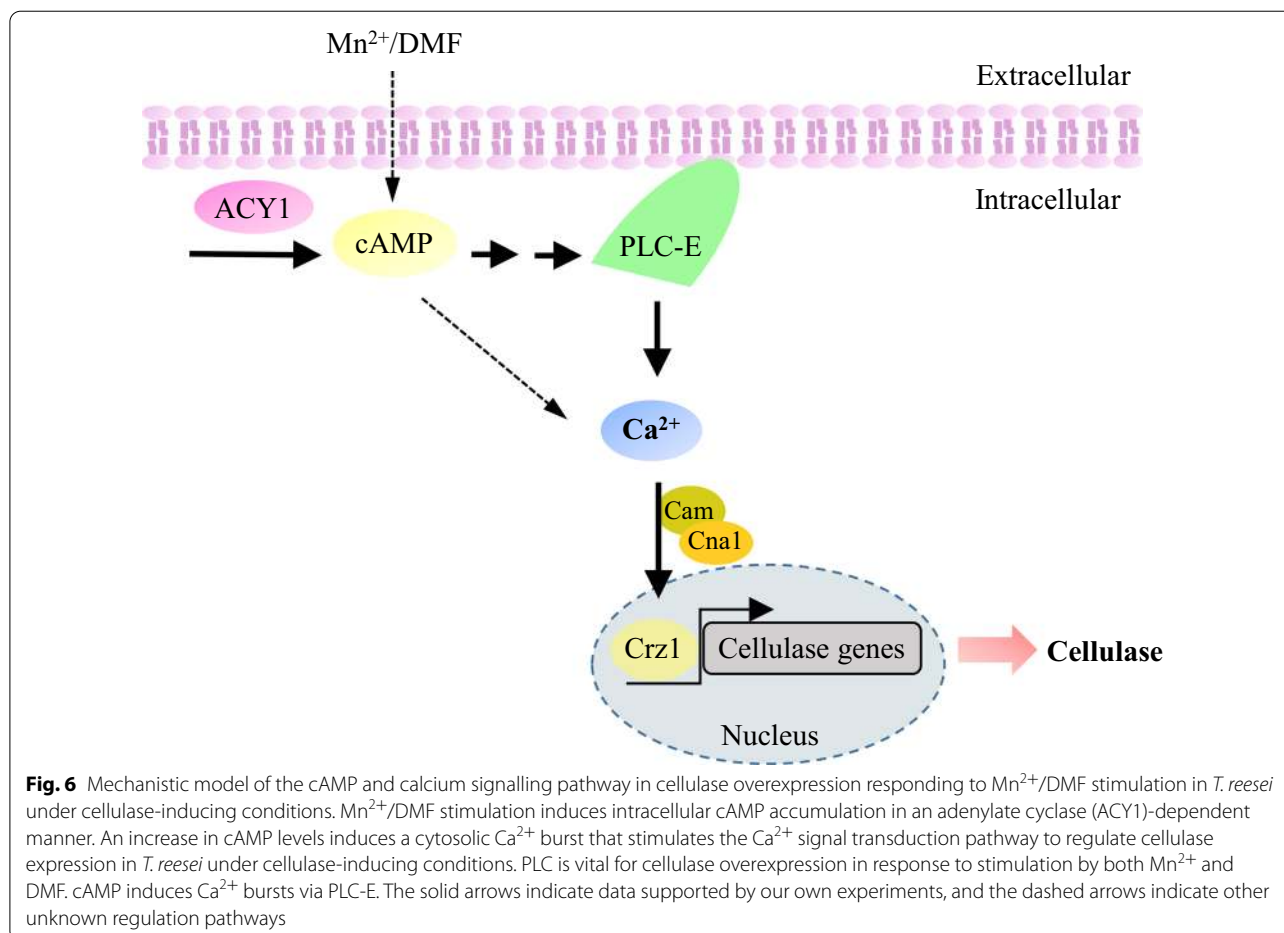 Mn²⁺/DMF
Extracellular
Intracellular
ACY1
cAMP
PLC-E
Ca²⁺
Cam
Cna1
Crz1
Cellulase genes
Cellulase
Nucleus
Fig. 6 Mechanistic model of the cAMP and calcium signalling pathway in cellulase overexpression responding to Mn²⁺/DMF stimulation in T. reesei
under cellulase-inducing conditions. Mn²⁺/DMF stimulation induces intracellular cAMP accumulation in an adenylate cyclase (ACY1)-dependent
manner. An increase in cAMP levels induces a cytosolic Ca²⁺ burst that stimulates the Ca²⁺ signal transduction pathway to regulate cellulase
expression in T. reesei under cellulase-inducing conditions. PLC is vital for cellulase overexpression in response to stimulation by both Mn²⁺ and
DMF. cAMP induces Ca²⁺ bursts via PLC-E. The solid arrows indicate data supported by our own experiments, and the dashed arrows indicate other
unknown regulation pathways